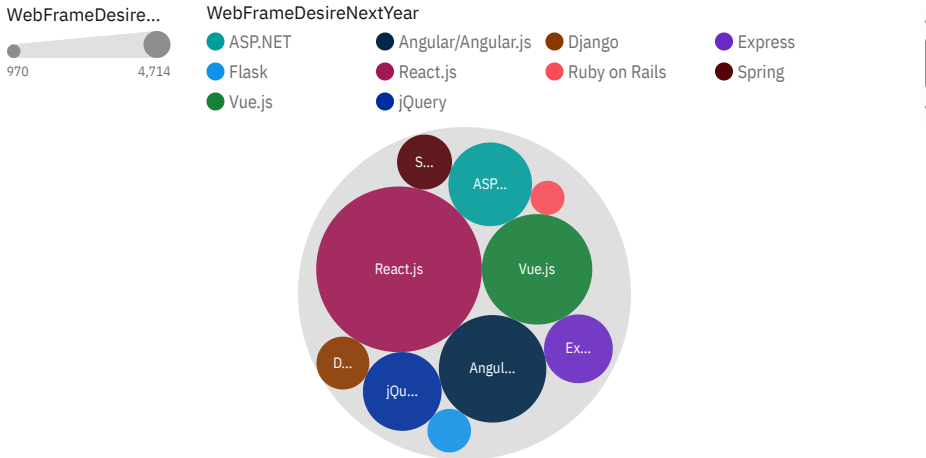 WebFrameDesire...
970 4,714
WebFrameDesireNextYear
ASP.NET Angular/Angular.js Django Express
Flask React.js Ruby on Rails Spring
Vue.js jQuery
S...
ASP...
React.js
Vue.js
Ex...
D...
Angul...
jQu...